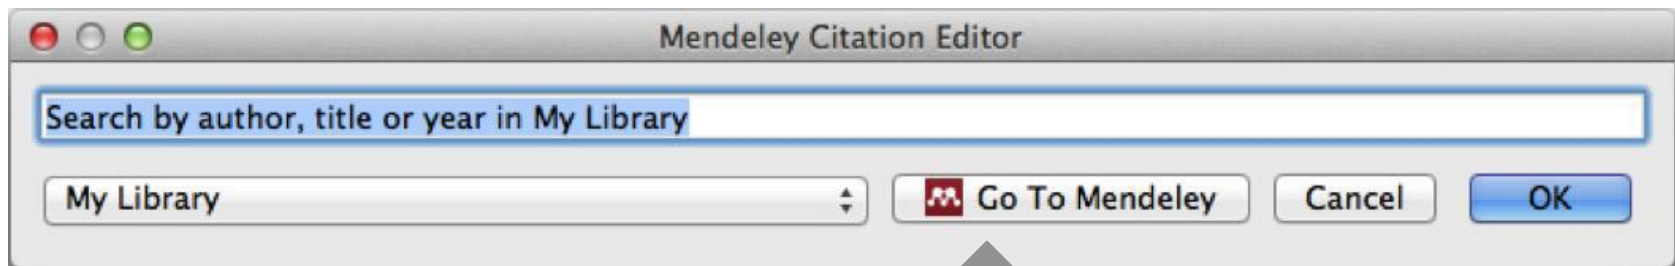 Mendeley Citation Editor
Search by author, title or year in My Library
My Library Go To Mendeley Cancel OK